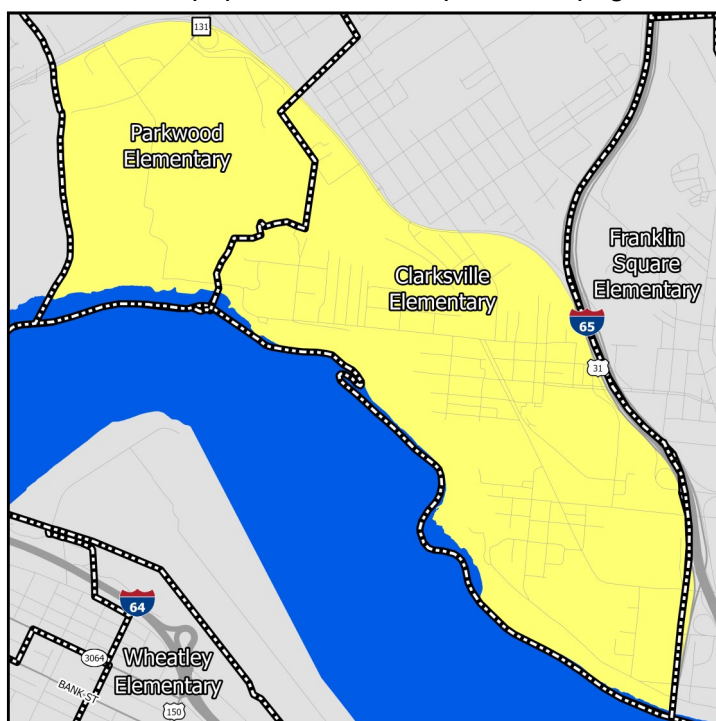 131
Parkwood
Elementary
Clarksville
Elementary
Franklin
Square
Elementary
65
31
64
3064
Wheatley
Elementary
BANK ST
150